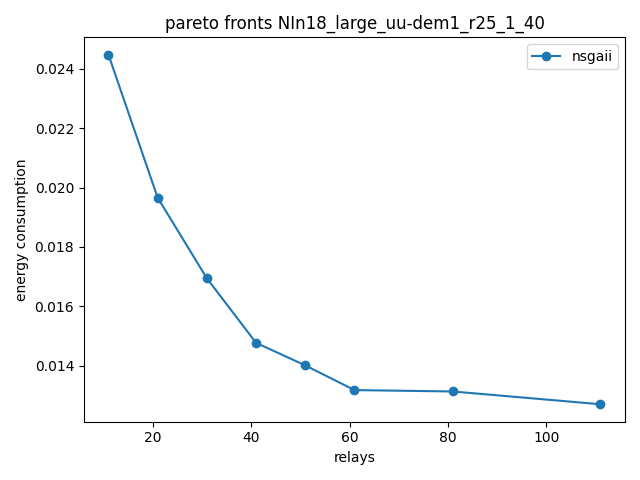 pareto fronts NIn18_large_uu-dem1_r25_1_40
nsgaii
energy consumption
0.024
0.022
0.020
0.018
0.016
0.014
20 40 60 80 100
relays